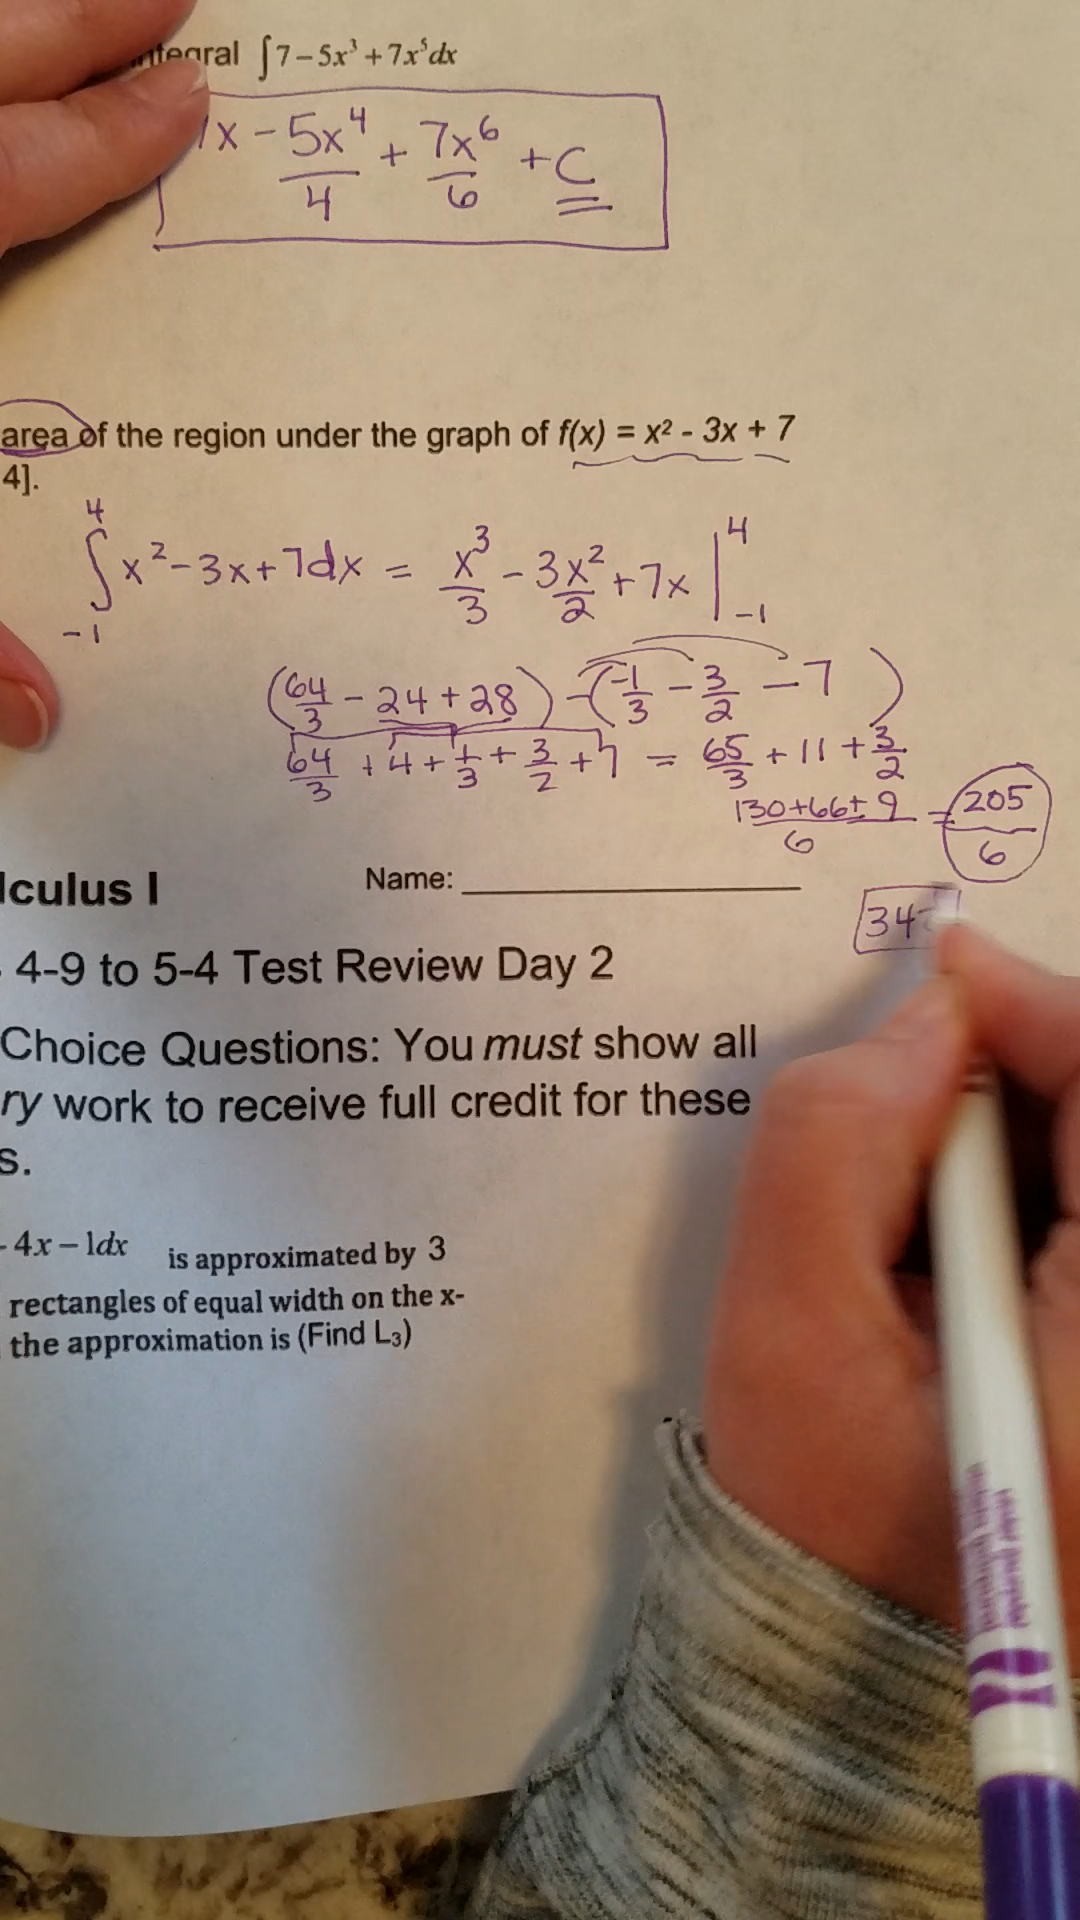 integral ∫7-5x³+7x⁵dx
7x - 5x⁴/4 + 7x⁶/6 + C
area of the region under the graph of f(x) = x² - 3x + 7
4].
∫₋₁⁴ x²-3x+7dx = x³/3 - 3x²/2 + 7x |₋₁⁴
(64/3 - 24 + 28) - (-1/3 - 3/2 - 7)
64/3 + 4 + 1/3 + 3/2 + 7 = 65/3 + 11 + 3/2
130+66+9/6 = 205/6
34
lculus I Name:
4-9 to 5-4 Test Review Day 2
Choice Questions: You must show all
ry work to receive full credit for these
s.
- 4x - 1dx is approximated by 3
rectangles of equal width on the x-
the approximation is (Find L₃)